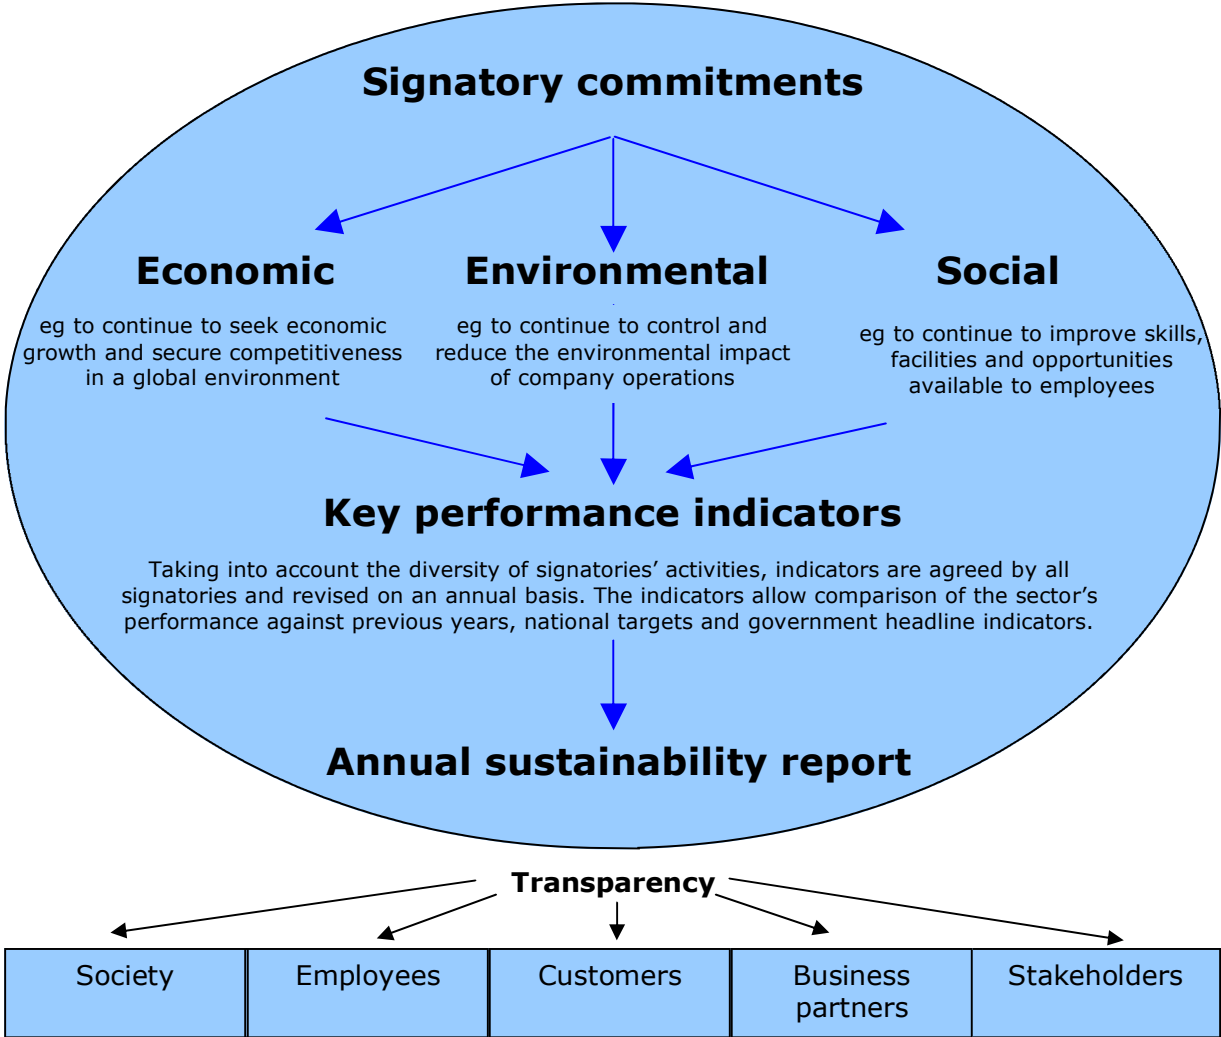 Signatory commitments
Economic
Environmental
Social
eg to continue to seek economic
growth and secure competitiveness
in a global environment
eg to continue to control and
reduce the environmental impact
of company operations
eg to continue to improve skills,
facilities and opportunities
available to employees
Key performance indicators
Taking into account the diversity of signatories’ activities, indicators are agreed by all
signatories and revised on an annual basis. The indicators allow comparison of the sector’s
performance against previous years, national targets and government headline indicators.
Annual sustainability report
Transparency
Society
Employees
Customers
Business
partners
Stakeholders